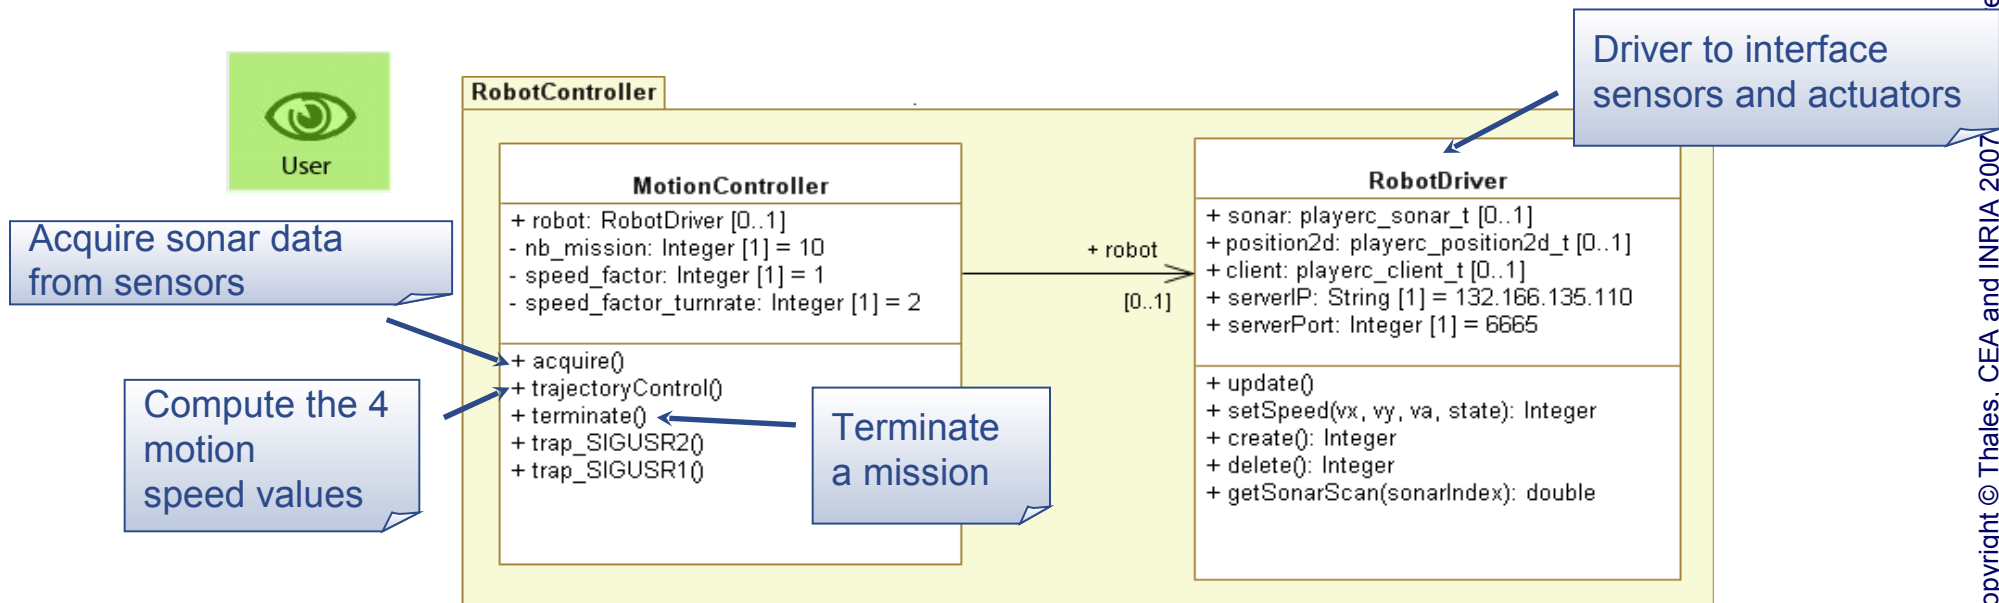 Driver to interface
sensors and actuators
User
RobotController
MotionController
+ robot: RobotDriver [0..1]
- nb_mission: Integer [1] = 10
- speed_factor: Integer [1] = 1
- speed_factor_turnrate: Integer [1] = 2
+ acquire()
+ trajectoryControl()
+ terminate()
+ trap_SIGUSR2()
+ trap_SIGUSR1()
+ robot
[0..1]
RobotDriver
+ sonar: playerc_sonar_t [0..1]
+ position2d: playerc_position2d_t [0..1]
+ client: playerc_client_t [0..1]
+ serverIP: String [1] = 132.166.135.110
+ serverPort: Integer [1] = 6665
+ update()
+ setSpeed(vx, vy, va, state): Integer
+ create(): Integer
+ delete(): Integer
+ getSonarScan(sonarIndex): double
Acquire sonar data
from sensors
Compute the 4
motion
speed values
Terminate
a mission
opyright © Thales, CEA and INRIA 2007